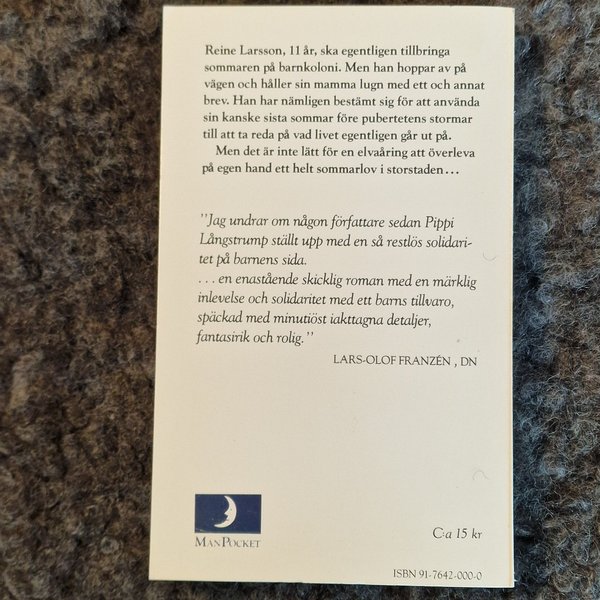 Reine Larsson, 11 år, ska egentligen tillbringa
sommaren på barnkoloni. Men han hoppar av på
vägen och håller sin mamma lugn med ett och annat
brev. Han har nämligen bestämt sig för att använda
sin kanske sista sommar före pubertetens stormar
till att ta reda på vad livet egentligen går ut på.
Men det är inte lätt för en elvaåring att överleva
på egen hand ett helt sommarlov i storstaden...
"Jag undrar om någon författare sedan Pippi
Långstrump ställt upp med en så restlös solidari-
tet på barnens sida.
...en enastående skicklig roman med en märklig
inlevelse och solidaritet med ett barns tillvaro,
späckad med minutiöst iakttagna detaljer,
fantasirik och rolig."
LARS-OLOF FRANZÉN, DN
MANPOCKET
C:a 15 kr
ISBN 91-7642-000-0